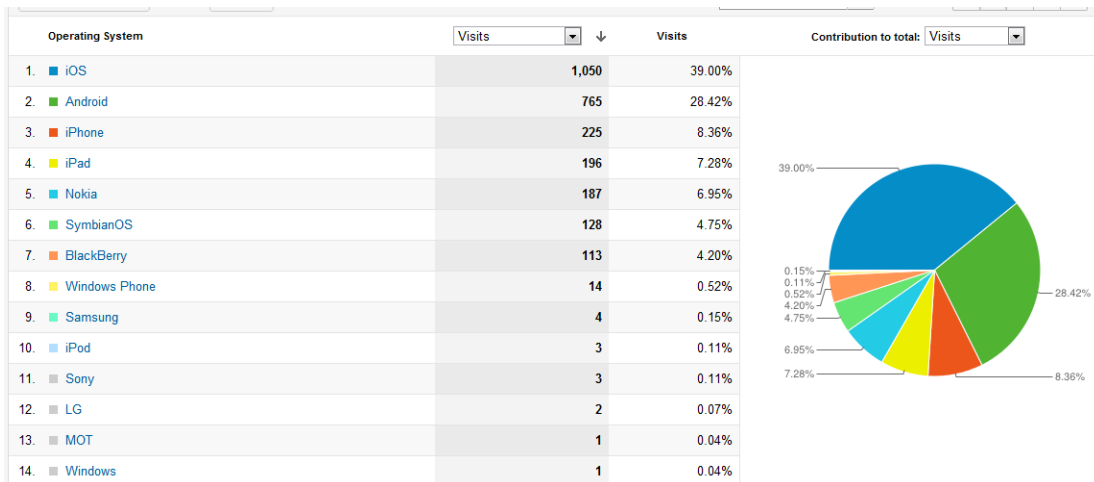 Operating System Visits Visits Contribution to total: Visits
1. iOS 1,050 39.00%
2. Android 765 28.42%
3. iPhone 225 8.36%
4. iPad 196 7.28%
5. Nokia 187 6.95%
6. SymbianOS 128 4.75%
7. BlackBerry 113 4.20%
8. Windows Phone 14 0.52%
9. Samsung 4 0.15%
10. iPod 3 0.11%
11. Sony 3 0.11%
12. LG 2 0.07%
13. MOT 1 0.04%
14. Windows 1 0.04%
39.00%
0.15%
0.11%
0.52%
4.20%
4.75%
6.95%
7.28%
28.42%
8.36%